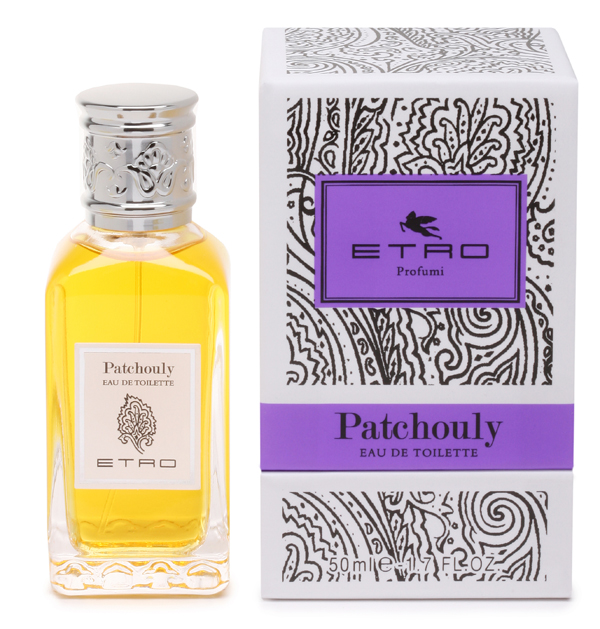 Patchouly
EAU DE TOILETTE
ETRO
ETRO
Profumi
Patchouly
EAU DE TOILETTE
50ml e 1.7 FL.OZ.